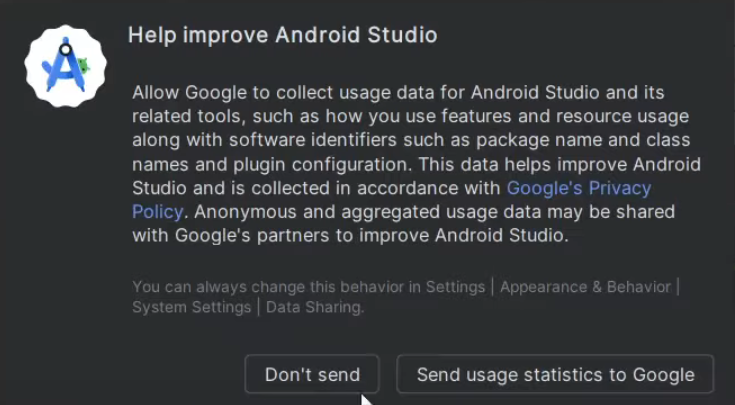 Help improve Android Studio
Allow Google to collect usage data for Android Studio and its
related tools, such as how you use features and resource usage
along with software identifiers such as package name and class
names and plugin configuration. This data helps improve Android
Studio and is collected in accordance with Google's Privacy
Policy. Anonymous and aggregated usage data may be shared
with Google's partners to improve Android Studio.
You can always change this behavior in Settings | Appearance & Behavior |
System Settings | Data Sharing.
Don't send
Send usage statistics to Google